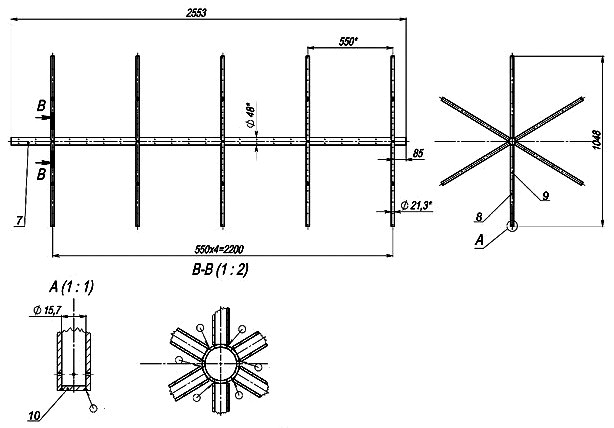 2553
550*
B
⌀ 48*
B
85
7
⌀ 21,3*
550x4=2200
1048
9
8
A
A (1 : 1)
B-B (1 : 2)
⌀ 15,7
10